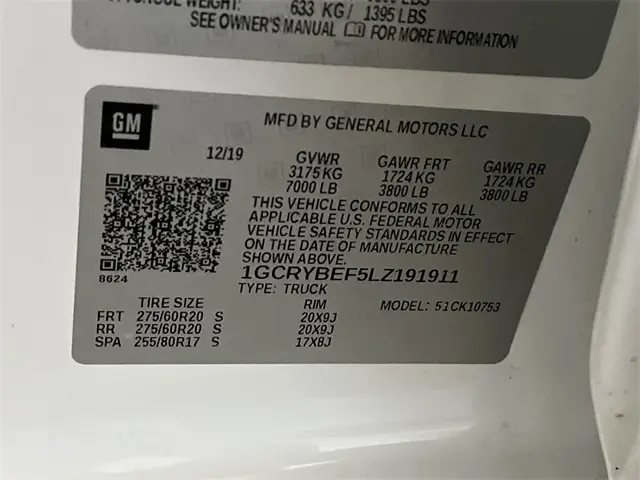 633 KG / 1395 LBS
SEE OWNER'S MANUAL FOR MORE INFORMATION
GM
MFD BY GENERAL MOTORS LLC
12/19 GVWR GAWR FRT GAWR RR
3175 KG 1724 KG 1724 KG
7000 LB 3800 LB 3800 LB
THIS VEHICLE CONFORMS TO ALL
APPLICABLE U.S. FEDERAL MOTOR
VEHICLE SAFETY STANDARDS IN EFFECT
ON THE DATE OF MANUFACTURE
SHOWN ABOVE.
8624
1GCRYBEF5LZ191911
TYPE: TRUCK
TIRE SIZE RIM MODEL: 51CK10753
FRT 275/60R20 S 20X9J
RR 275/60R20 S 20X9J
SPA 255/80R17 S 17X8J